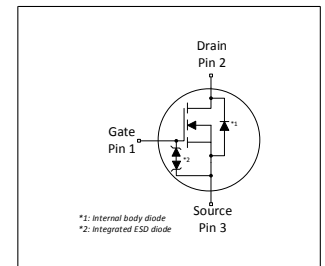 Drain
Pin 2
*1
Gate
Pin 1
*2
*1: Internal body diode
*2: Integrated ESD diode
Source
Pin 3